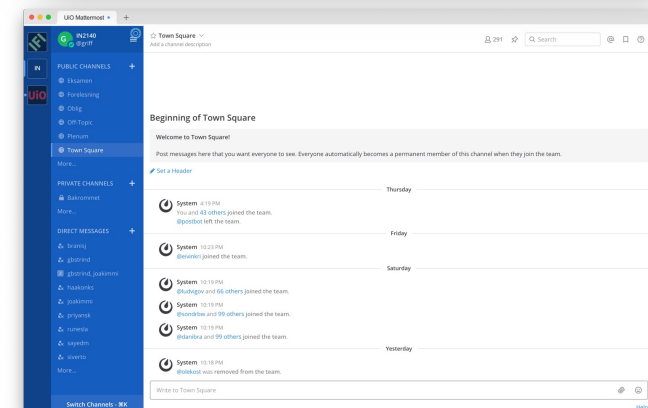 UiO Mattermost
+
IFI
IN
UiO
G
IN2140
@griff
PUBLIC CHANNELS +
Eksamen
Forelesning
Oblig
Off-Topic
Plenum
Town Square
More...
PRIVATE CHANNELS +
Bakrommet
More...
DIRECT MESSAGES +
branisj
gbstrind
gbstrind, joakimmi
haakonks
joakimmi
priyansk
runesla
sayedm
siverto
More...
Switch Channels - ⌘K
Town Square
Add a channel description
291
Search
@
Beginning of Town Square
Welcome to Town Square!
Post messages here that you want everyone to see. Everyone automatically becomes a permanent member of this channel when they join the team.
Set a Header
Thursday
System 4:19 PM
You and 43 others joined the team.
@postbot left the team.
Friday
System 10:23 PM
@eivinkri joined the team.
Saturday
System 10:19 PM
@ludvigov and 66 others joined the team.
System 10:19 PM
@sondrbw and 99 others joined the team.
System 10:19 PM
@danibra and 99 others joined the team.
Yesterday
System 10:18 PM
@olekost was removed from the team.
Write to Town Square
Help